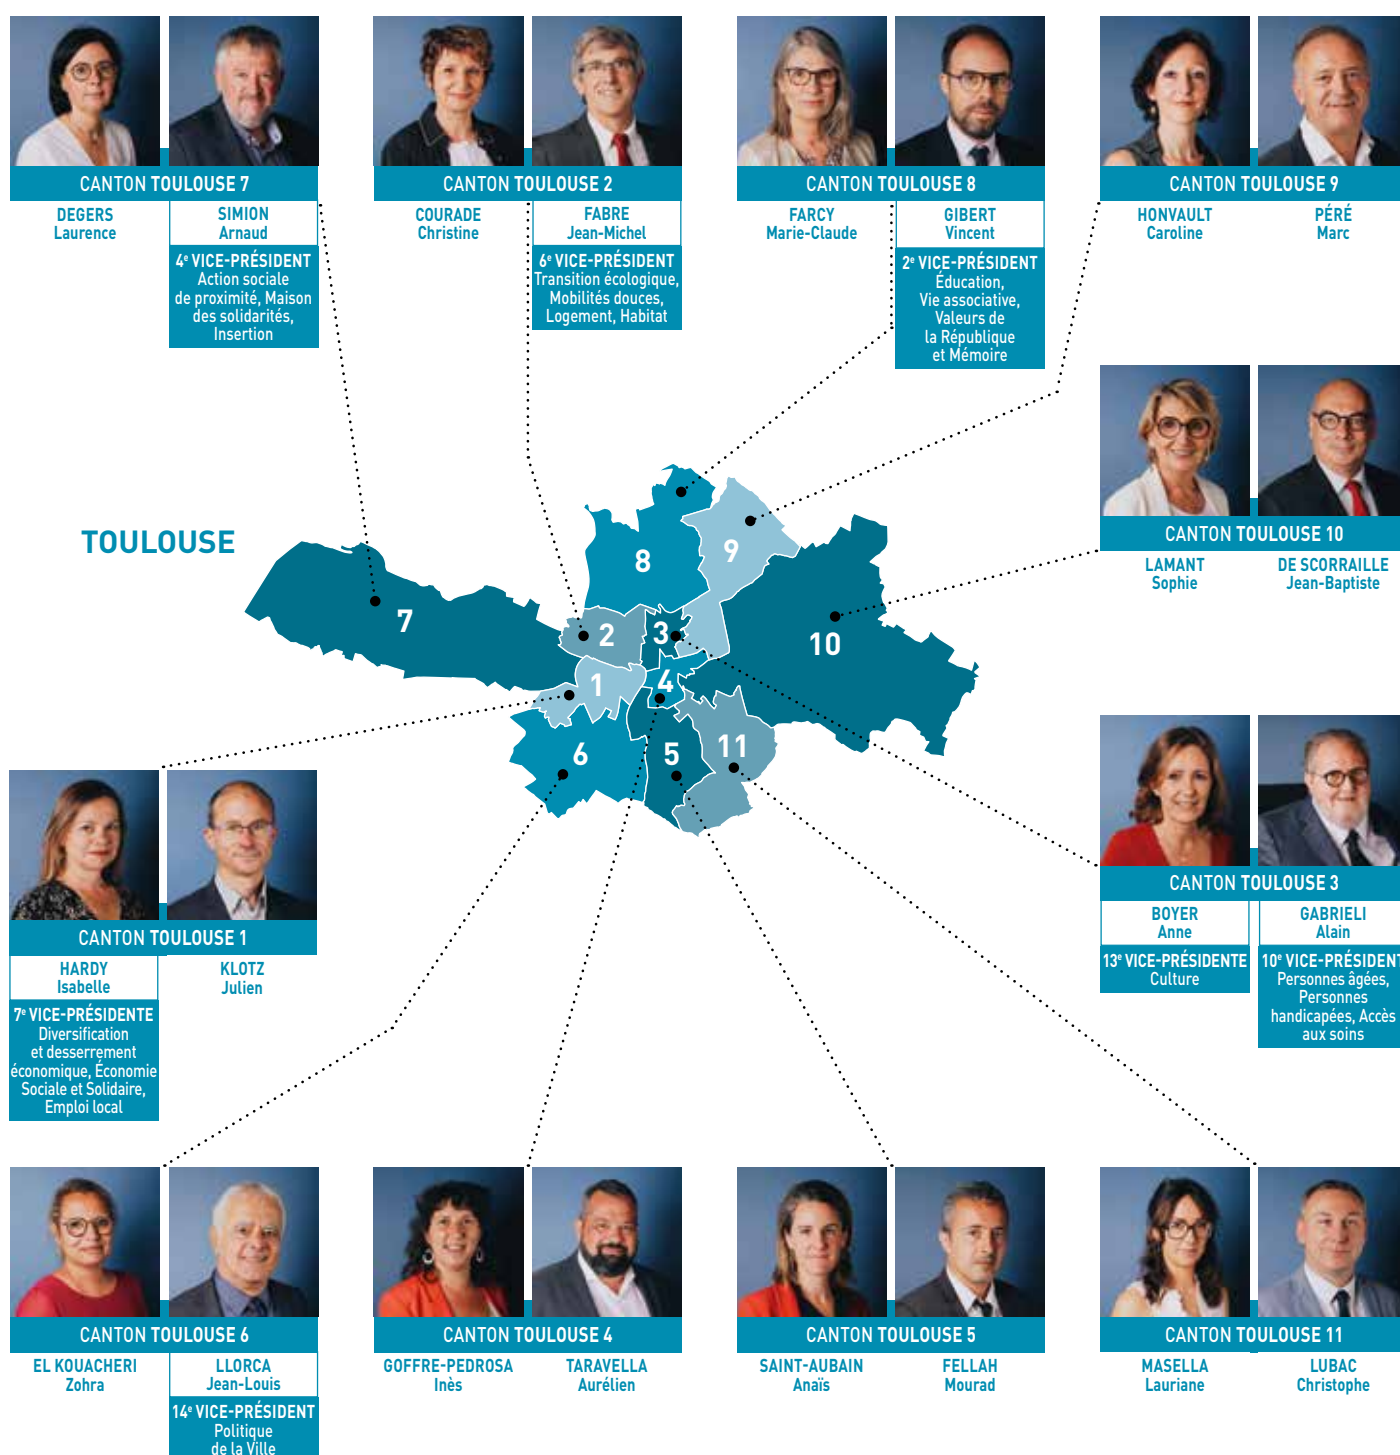 CANTON TOULOUSE 7
DEGERS
Laurence
SIMION
Arnaud
4e VICE-PRÉSIDENT
Action sociale
de proximité, Maison
des solidarités,
Insertion
CANTON TOULOUSE 2
COURADE
Christine
FABRE
Jean-Michel
6e VICE-PRÉSIDENT
Transition écologique,
Mobilités douces,
Logement, Habitat
CANTON TOULOUSE 8
FARCY
Marie-Claude
GIBERT
Vincent
2e VICE-PRÉSIDENT
Éducation,
Vie associative,
Valeurs de
la République
et Mémoire
CANTON TOULOUSE 9
HONVAULT
Caroline
PÉRÉ
Marc
CANTON TOULOUSE 10
LAMANT
Sophie
DE SCORRAILLE
Jean-Baptiste
TOULOUSE
8
9
7
2
3
10
1
4
6
5
11
CANTON TOULOUSE 1
HARDY
Isabelle
7e VICE-PRÉSIDENTE
Diversification
et desserrement
économique, Économie
Sociale et Solidaire,
Emploi local
KLOTZ
Julien
CANTON TOULOUSE 3
BOYER
Anne
13e VICE-PRÉSIDENTE
Culture
GABRIELI
Alain
10e VICE-PRÉSIDENT
Personnes âgées,
Personnes
handicapées, Accès
aux soins
CANTON TOULOUSE 6
EL KOUACHERI
Zohra
LLORCA
Jean-Louis
14e VICE-PRÉSIDENT
Politique
de la Ville
CANTON TOULOUSE 4
GOFFRE-PEDROSA
Inès
TARAVELLA
Aurélien
CANTON TOULOUSE 5
SAINT-AUBAIN
Anaïs
FELLAH
Mourad
CANTON TOULOUSE 11
MASELLA
Lauriane
LUBAC
Christophe